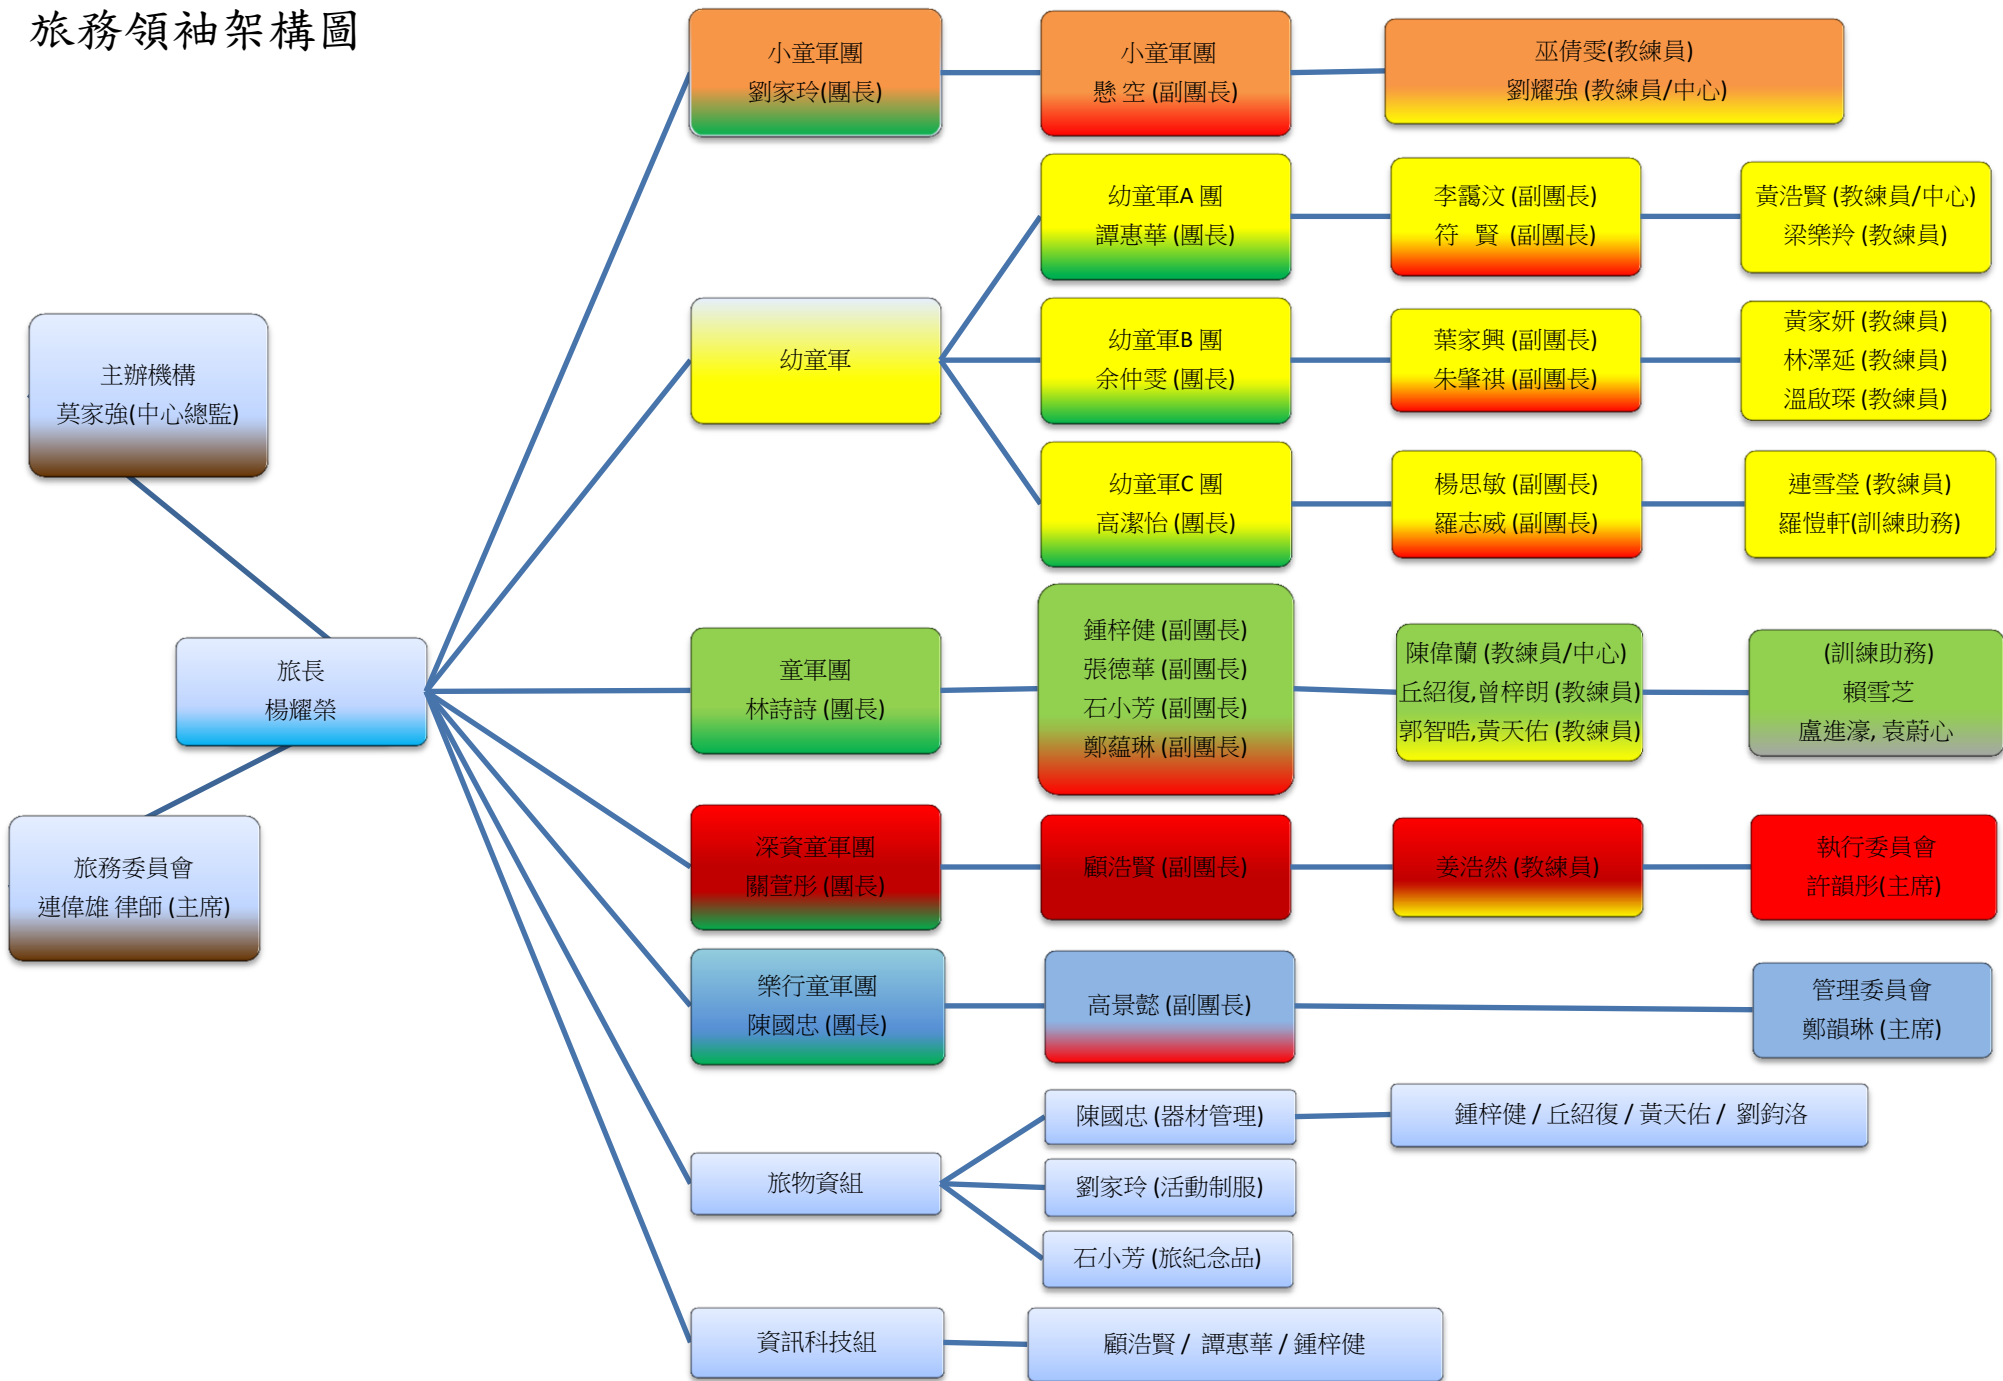 旅務領袖架構圖
小童軍團
劉家玲(團長)
小童軍團
懸 空 (副團長)
巫倩雯(教練員)
劉耀強 (教練員/中心)
幼童軍
幼童軍A 團
譚惠華 (團長)
李靄汶 (副團長)
符 賢 (副團長)
黃浩賢 (教練員/中心)
梁樂羚 (教練員)
幼童軍B 團
余仲雯 (團長)
葉家興 (副團長)
朱肇祺 (副團長)
黃家妍 (教練員)
林澤延 (教練員)
溫啟琛 (教練員)
幼童軍C 團
高潔怡 (團長)
楊思敏 (副團長)
羅志威 (副團長)
連雪瑩 (教練員)
羅愷軒(訓練助務)
主辦機構
莫家強(中心總監)
旅長
楊耀榮
旅務委員會
連偉雄 律師 (主席)
童軍團
林詩詩 (團長)
鍾梓健 (副團長)
張德華 (副團長)
石小芳 (副團長)
鄭蘊琳 (副團長)
陳偉蘭 (教練員/中心)
丘紹復,曾梓朗 (教練員)
郭智晧,黃天佑 (教練員)
(訓練助務)
賴雪芝
盧進濠, 袁蔚心
深資童軍團
關萱彤 (團長)
顧浩賢 (副團長)
姜浩然 (教練員)
執行委員會
許韻彤(主席)
樂行童軍團
陳國忠 (團長)
高景懿 (副團長)
管理委員會
鄭韻琳 (主席)
旅物資組
陳國忠 (器材管理)
鍾梓健 / 丘紹復 / 黃天佑 / 劉鈞洛
劉家玲 (活動制服)
石小芳 (旅紀念品)
資訊科技組
顧浩賢 / 譚惠華 / 鍾梓健